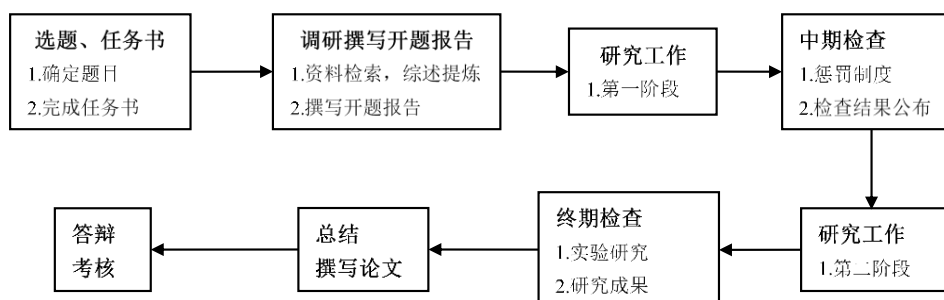 选题、任务书
1.确定题目
2.完成任务书
调研撰写开题报告
1.资料检索，综述提炼
2.撰写开题报告
研究工作
1.第一阶段
中期检查
1.惩罚制度
2.检查结果公布
研究工作
1.第二阶段
终期检查
1.实验研究
2.研究成果
总结
撰写论文
答辩
考核